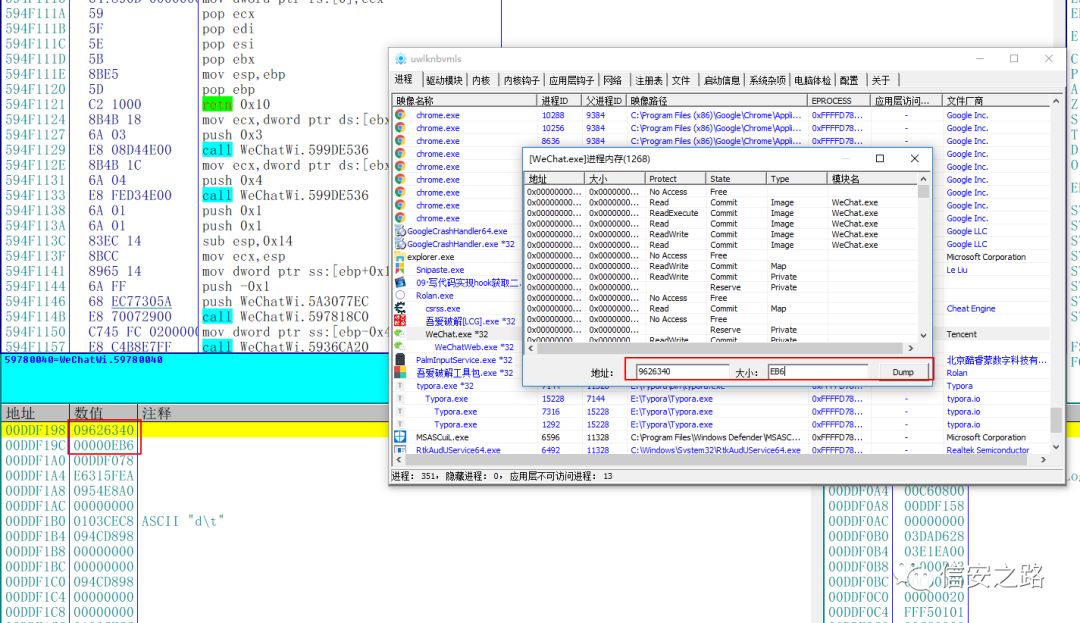 594F111A 59 pop ecx
594F111B 5F pop edi
594F111C 5E pop esi
594F111D 5B pop ebx
594F111E 8BE5 mov esp,ebp
594F1120 5D pop ebp
594F1121 C2 1000 retn 0x10
594F1124 8B4B 18 mov ecx,dword ptr ds:[ebx
594F1127 6A 03 push 0x3
594F1129 E8 08D44E00 call WeChatWi.599DE536
594F112E 8B4B 1C mov ecx,dword ptr ds:[ebx
594F1131 6A 04 push 0x4
594F1133 E8 FED34E00 call WeChatWi.599DE536
594F1138 6A 01 push 0x1
594F113A 6A 01 push 0x1
594F113C 83EC 14 sub esp,0x14
594F113F 8BCC mov ecx,esp
594F1141 8965 14 mov dword ptr ss:[ebp+0x1
594F1144 6A FF push -0x1
594F1146 68 EC77305A push WeChatWi.5A3077EC
594F114B E8 70072900 call WeChatWi.597818C0
594F1150 C745 FC 0200000 mov dword ptr ss:[ebp-0x4
594F1157 E8 C4B8E7FF call WeChatWi.5936CA20
59780040=WeChatWi.59780040
地址 数值 注释
00DDF198 09626340
00DDF19C 00000EB6
00DDF1A0 00DDF078
00DDF1A4 E6315FEA
00DDF1A8 0954E8A0
00DDF1AC 00000000
00DDF1B0 0103CEC8 ASCII "d\t"
00DDF1B4 094CD898
00DDF1B8 00000000
00DDF1BC 00000000
00DDF1C0 094CD898
00DDF1C4 00000000
00DDF1C8 00000000
uwlknbvmls
进程 驱动模块 内核 内核钩子 应用层钩子 网络 注册表 文件 启动信息 系统杂项 电脑体检 配置 关于
映像名称 进程ID 父进程ID 映像路径 EPROCESS 应用层访问... 文件厂商
chrome.exe 10288 9384 C:\Program Files (x86)\Google\Chrome\Appli... 0xFFFFD78... - Google Inc.
chrome.exe 10256 9384 C:\Program Files (x86)\Google\Chrome\Appli... 0xFFFFD78... - Google Inc.
chrome.exe 8636 9384 C:\Program Files (x86)\Google\Chrome\Appli... 0xFFFFD78... - Google Inc.
chrome.exe Google Inc.
chrome.exe Google Inc.
chrome.exe Google Inc.
chrome.exe Google Inc.
chrome.exe Google Inc.
chrome.exe Google Inc.
GoogleCrashHandler64.exe Google LLC
GoogleCrashHandler.exe *32 Google LLC
explorer.exe Microsoft Corporation
Snipaste.exe Le Liu
09-写代码实现hook获取二...
Rolan.exe
csrss.exe Cheat Engine
吾爱破解[LCG].exe *32
WeChat.exe *32 Tencent
WeChatWeb.exe *32
PalmInputService.exe *32 北京酷睿蒙数字科技有...
吾爱破解工具包.exe *32 Rolan
typora.exe *32 7144 11328 E:\Typora\bin\typora.exe 0xFFFFD78... - Typora
Typora.exe 15228 7144 E:\Typora\Typora.exe 0xFFFFD78... - typora.io
Typora.exe 7316 15228 E:\Typora\Typora.exe 0xFFFFD78... - typora.io
Typora.exe 1292 15228 E:\Typora\Typora.exe 0xFFFFD78... - typora.io
MSASCuiL.exe 6596 11328 C:\Program Files\Windows Defender\MSASC... 0xFFFFD78... - Microsoft Corporation
RtkAudUService64.exe 6492 11328 C:\Windows\System32\RtkAudUService64.exe 0xFFFFD78... - Realtek Semiconductor
进程: 351, 隐藏进程: 0, 应用层不可访问进程: 13
[WeChat.exe]进程内存(1268)
地址 大小 Protect State Type 模块名
0x00000000... 0x0000000... No Access Free
0x00000000... 0x0000000... Read Commit Image WeChat.exe
0x00000000... 0x0000000... ReadExecute Commit Image WeChat.exe
0x00000000... 0x0000000... Read Commit Image WeChat.exe
0x00000000... 0x0000000... ReadWrite Commit Image WeChat.exe
0x00000000... 0x0000000... Read Commit Image WeChat.exe
0x00000000... 0x0000000... No Access Free
0x00000000... 0x0000000... ReadWrite Commit Map
0x00000000... 0x0000000... ReadWrite Commit Private
0x00000000... 0x0000000... Reserve Private
0x00000000... 0x0000000... No Access Free
0x00000000... 0x0000000... Read Commit Map
0x00000000... 0x0000000... No Access Free
0x00000000... 0x0000000... Reserve Private
0x00000000... 0x0000000... ReadWrite Commit Private
地址: 9626340 大小: EB6 Dump
00DDF0A4 00C60800
00DDF0A8 00DDF158
00DDF0AC 00000000
00DDF0B0 03DAD628
00DDF0B4 03E1EA00
00DDF0B8
00DDF0BC
00DDF0C0 00000020
00DDF0C4 FFF50101
信安之路